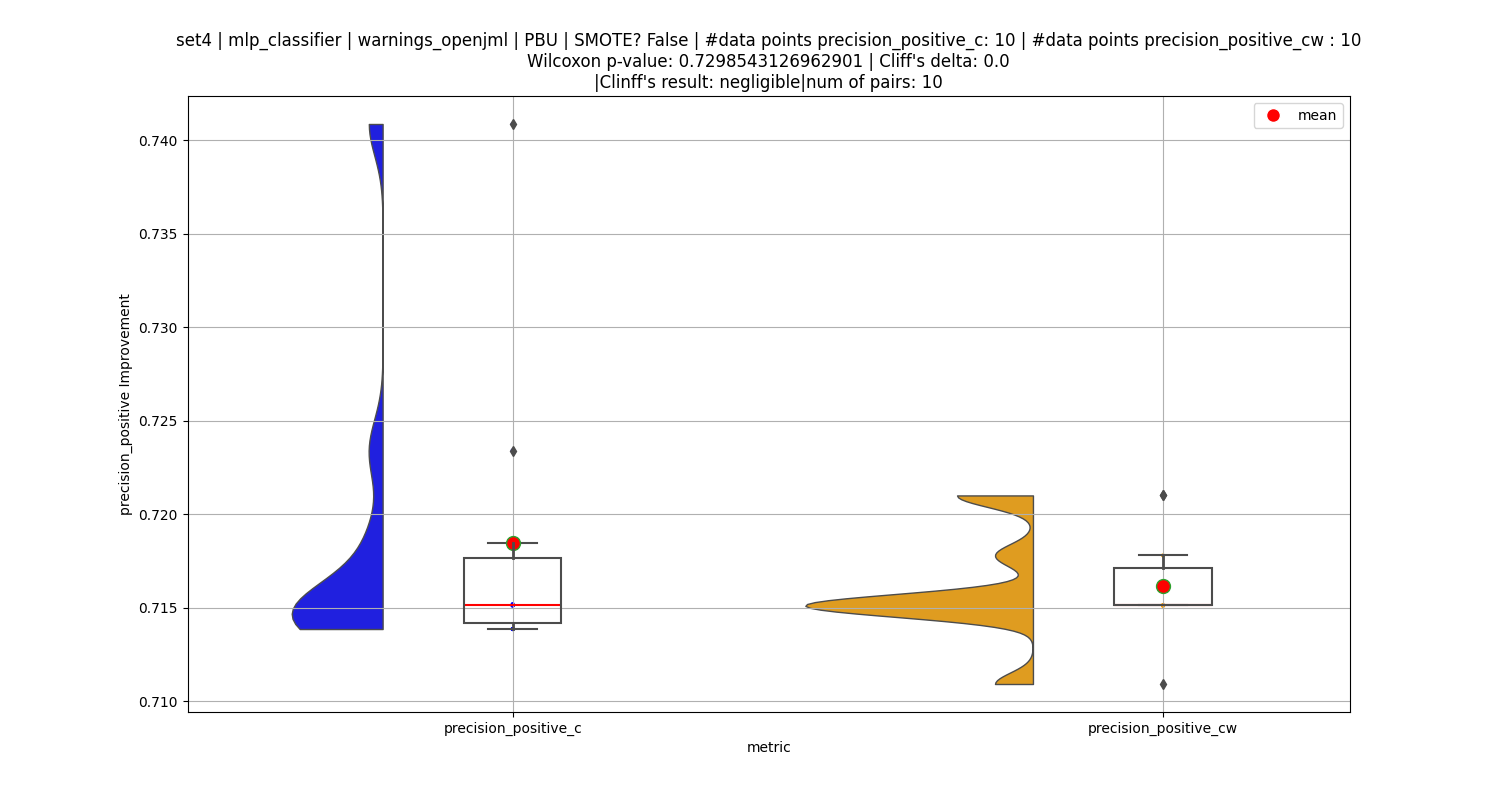 set4 | mlp_classifier | warnings_openjml | PBU | SMOTE? False | #data points precision_positive_c: 10 | #data points precision_positive_cw : 10
Wilcoxon p-value: 0.7298543126962901 | Cliff's delta: 0.0
|Clinff's result: negligible|num of pairs: 10
mean
0.740
0.735
0.730
0.725
0.720
0.715
0.710
precision_positive Improvement
precision_positive_c
precision_positive_cw
metric